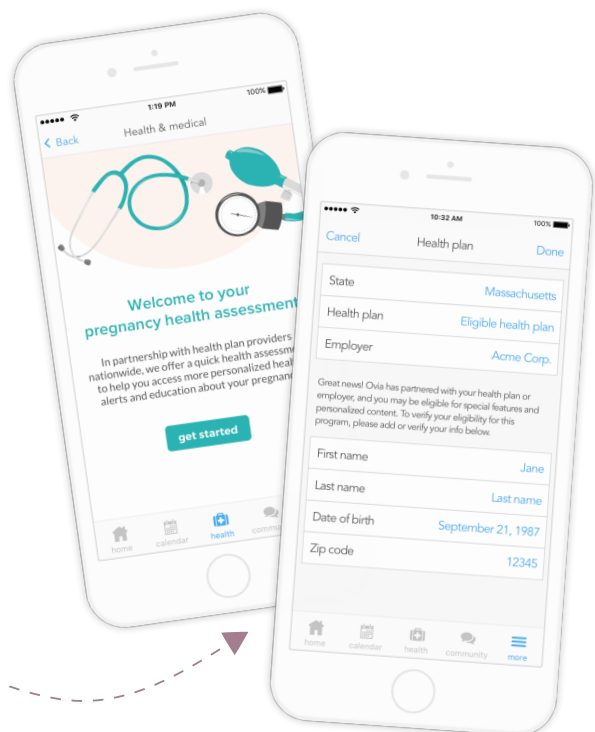 1:19 PM
100%
Back
Health & medical
Welcome to your
pregnancy health assessment
In partnership with health plan providers
nationwide, we offer a quick health
to help you access more personalized
alerts and education about your
get started
home
calendar
health
10:32 AM
100%
Cancel
Health plan
Done
State
Massachusetts
Health plan
Eligible health plan
Employer
Acme Corp.
Great news! Ovia has partnered with your health plan or
employer, and you may be eligible for special features and
personalized content. To verify your eligibility for this
program, please add or verify your info below.
First name
Jane
Last name
Last name
Date of birth
September 21, 1987
Zip code
12345
home
calendar
health
community
more